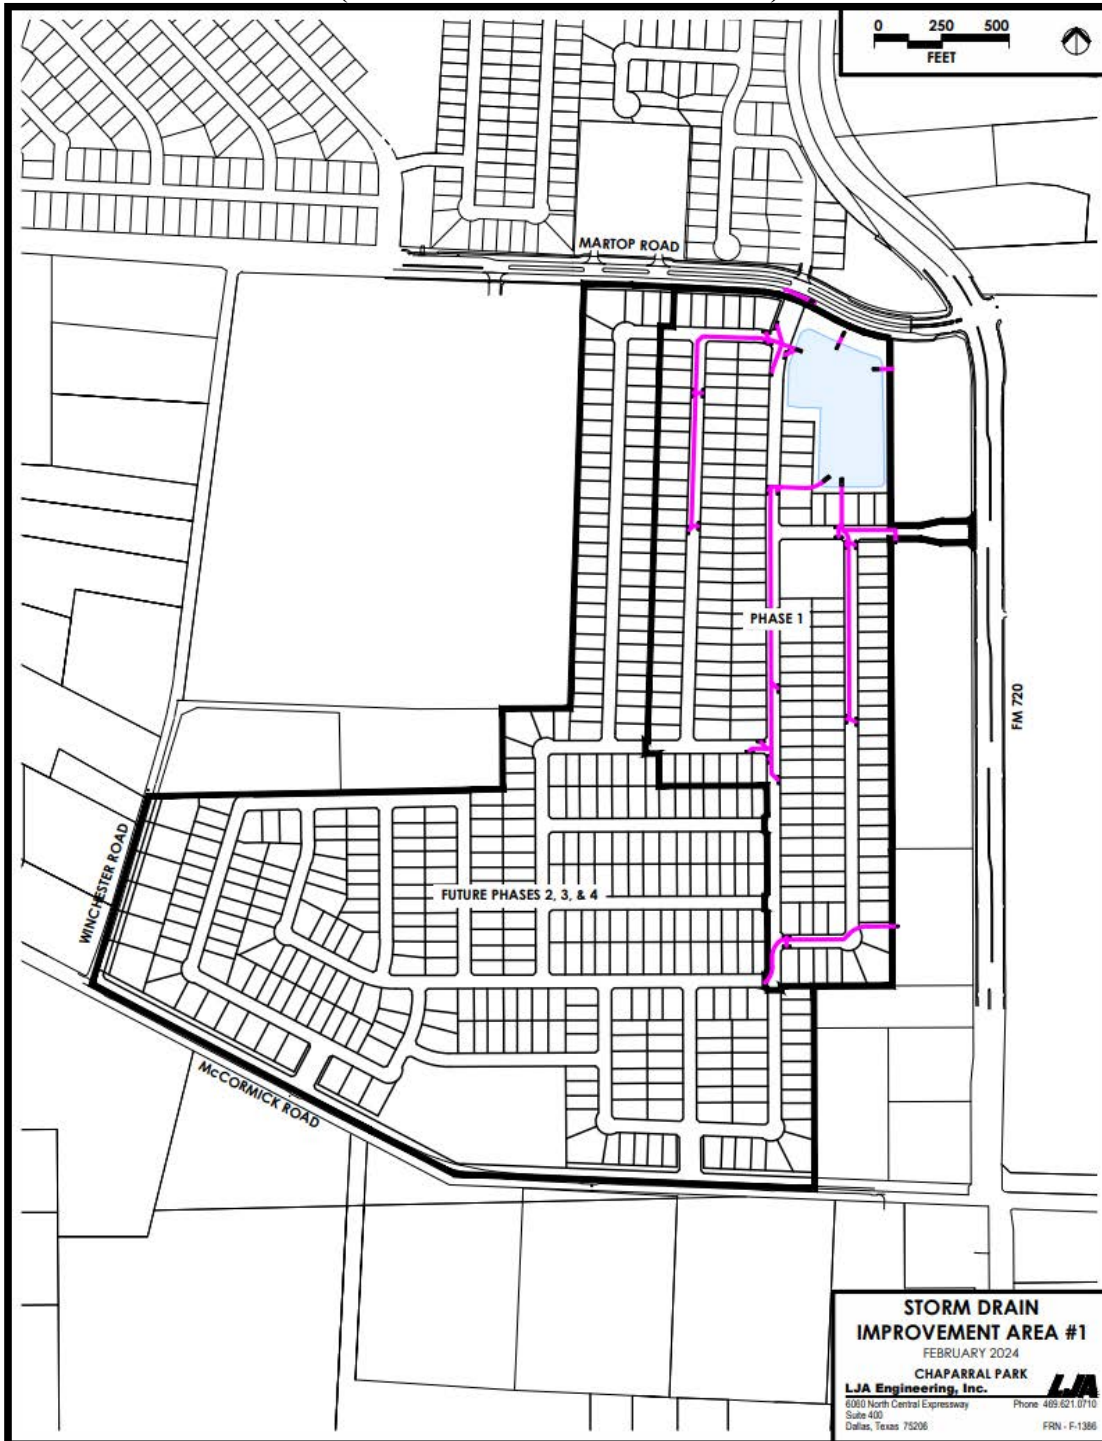 0 250 500
FEET
MARTOP ROAD
PHASE 1
FM 720
WINCHESTER ROAD
FUTURE PHASES 2, 3, & 4
McCORMICK ROAD
STORM DRAIN
IMPROVEMENT AREA #1
FEBRUARY 2024
CHAPARRAL PARK
LJA Engineering, Inc.
LJA
6060 North Central Expressway
Phone 469.621.0710
Suite 400
Dallas, Texas 75206
FRN - F-1386